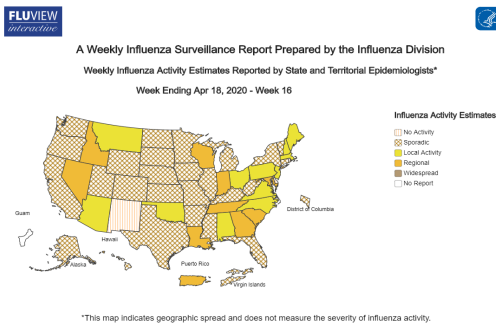 FLUVIEW
interactive
A Weekly Influenza Surveillance Report Prepared by the Influenza Division
Weekly Influenza Activity Estimates Reported by State and Territorial Epidemiologists*
Week Ending Apr 18, 2020 - Week 16
Influenza Activity Estimates
No Activity
Sporadic
Local Activity
Regional
Widespread
No Report
District of Columbia
Guam
Hawaii
Alaska
Puerto Rico
Virgin Islands
*This map indicates geographic spread and does not measure the severity of influenza activity.